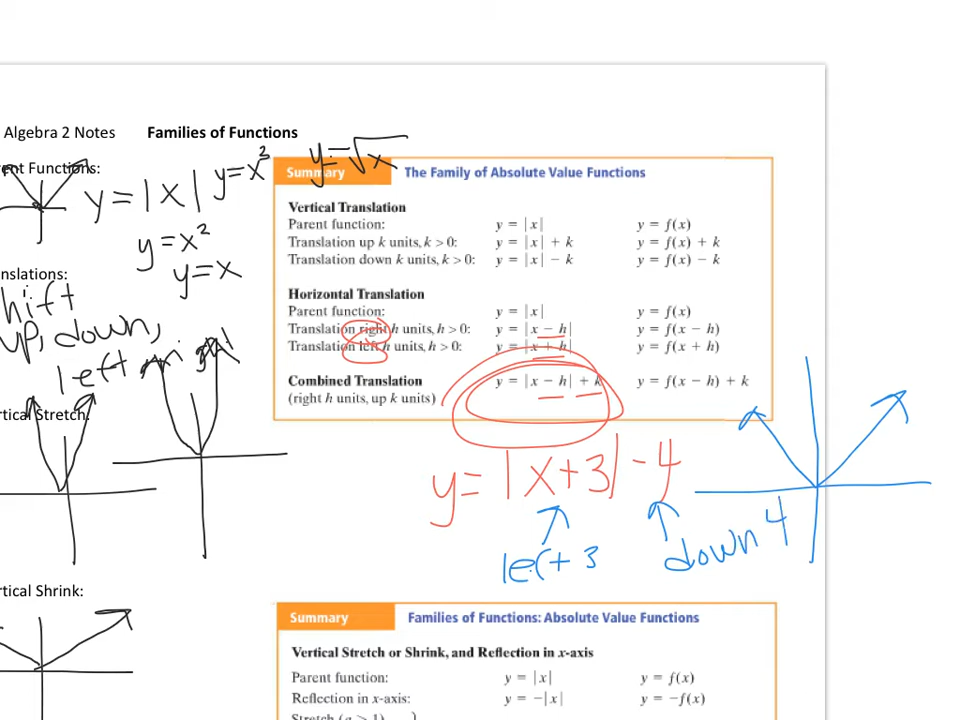 Algebra 2 Notes Families of Functions
ent Functions:
y = |x|
y = x²
y = √x
y = x²
y = x
nslations:
hift
up, down,
left
Summary The Family of Absolute Value Functions
Vertical Translation
Parent function: y = |x| y = f(x)
Translation up k units, k > 0: y = |x| + k y = f(x) + k
Translation down k units, k > 0: y = |x| − k y = f(x) − k
Horizontal Translation
Parent function: y = |x| y = f(x)
Translation right h units, h > 0: y = |x − h| y = f(x − h)
Translation left h units, h > 0: y = |x + h| y = f(x + h)
Combined Translation y = |x − h| + k y = f(x − h) + k
(right h units, up k units)
rtical Stretch:
y = |x+3| − 4
left 3
down 4
rtical Shrink:
Summary Families of Functions: Absolute Value Functions
Vertical Stretch or Shrink, and Reflection in x-axis
Parent function: y = |x| y = f(x)
Reflection in x-axis: y = −|x| y = −f(x)